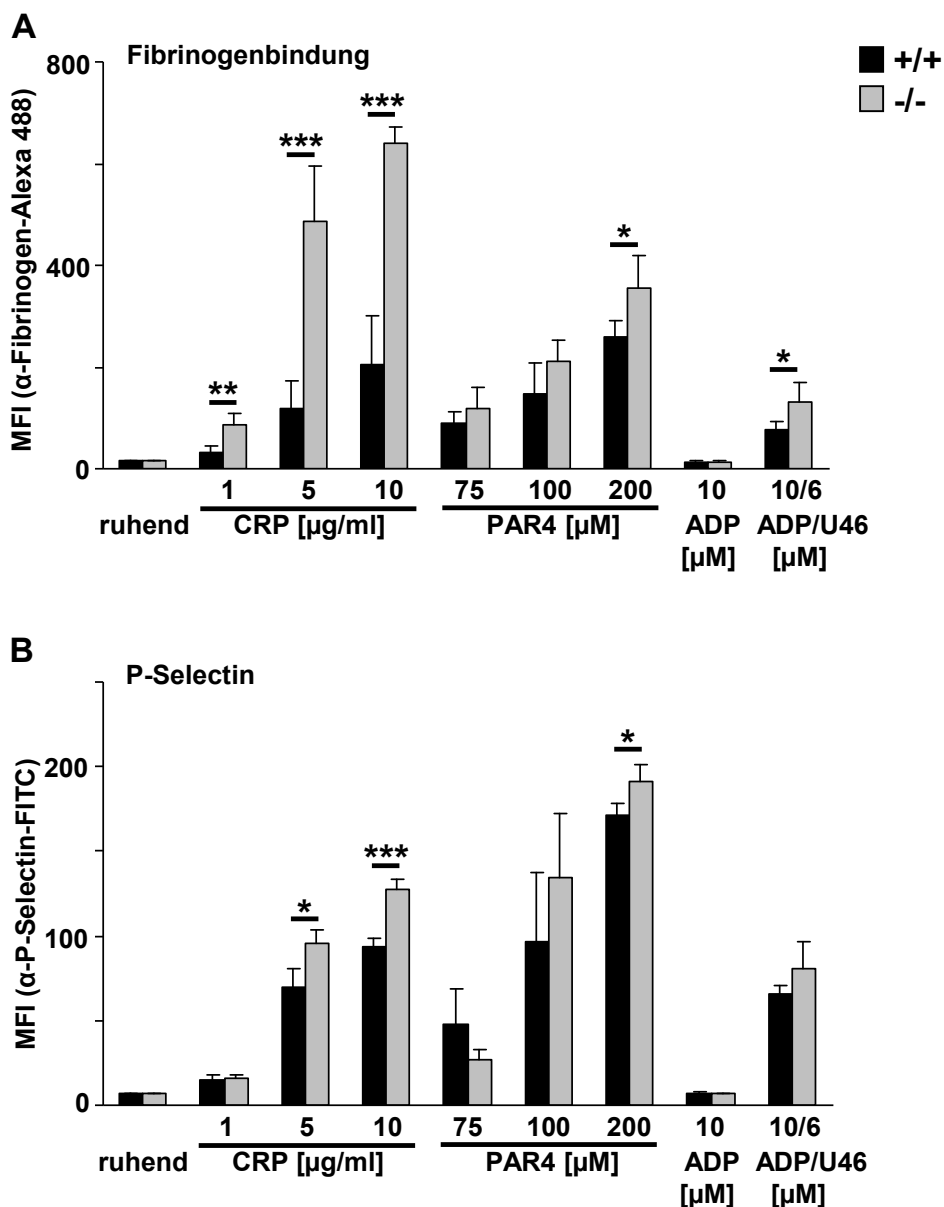 A
Fibrinogenbindung
+/+
-/-
MFI (α-Fibrinogen-Alexa 488)
800
400
0
***
***
**
*
*
1 5 10 75 100 200 10 10/6
ruhend CRP [µg/ml] PAR4 [µM] ADP ADP/U46
[µM] [µM]
B
P-Selectin
MFI (α-P-Selectin-FITC)
200
100
0
*
***
*
1 5 10 75 100 200 10 10/6
ruhend CRP [µg/ml] PAR4 [µM] ADP ADP/U46
[µM] [µM]